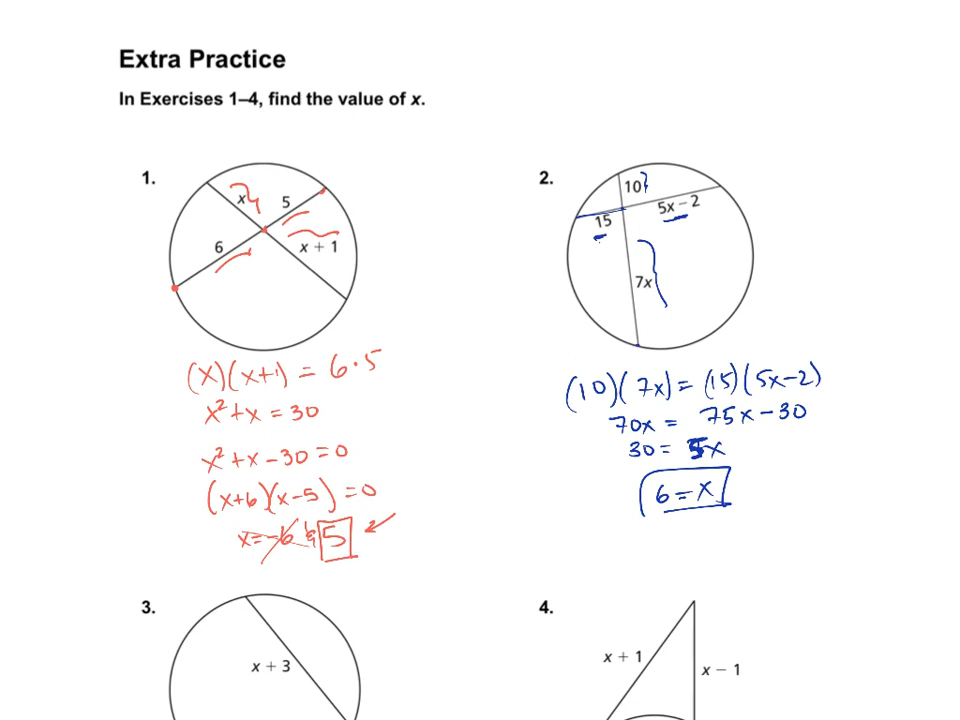 Extra Practice
In Exercises 1–4, find the value of x.
1.
x
5
6
x + 1
(x)(x+1) = 6·5
x²+x = 30
x²+x-30=0
(x+6)(x-5)=0
x=-6 & 5
2.
10
5x – 2
15
7x
(10)(7x)=(15)(5x-2)
70x = 75x-30
30 = 5x
6=x
3.
x + 3
4.
x + 1
x – 1